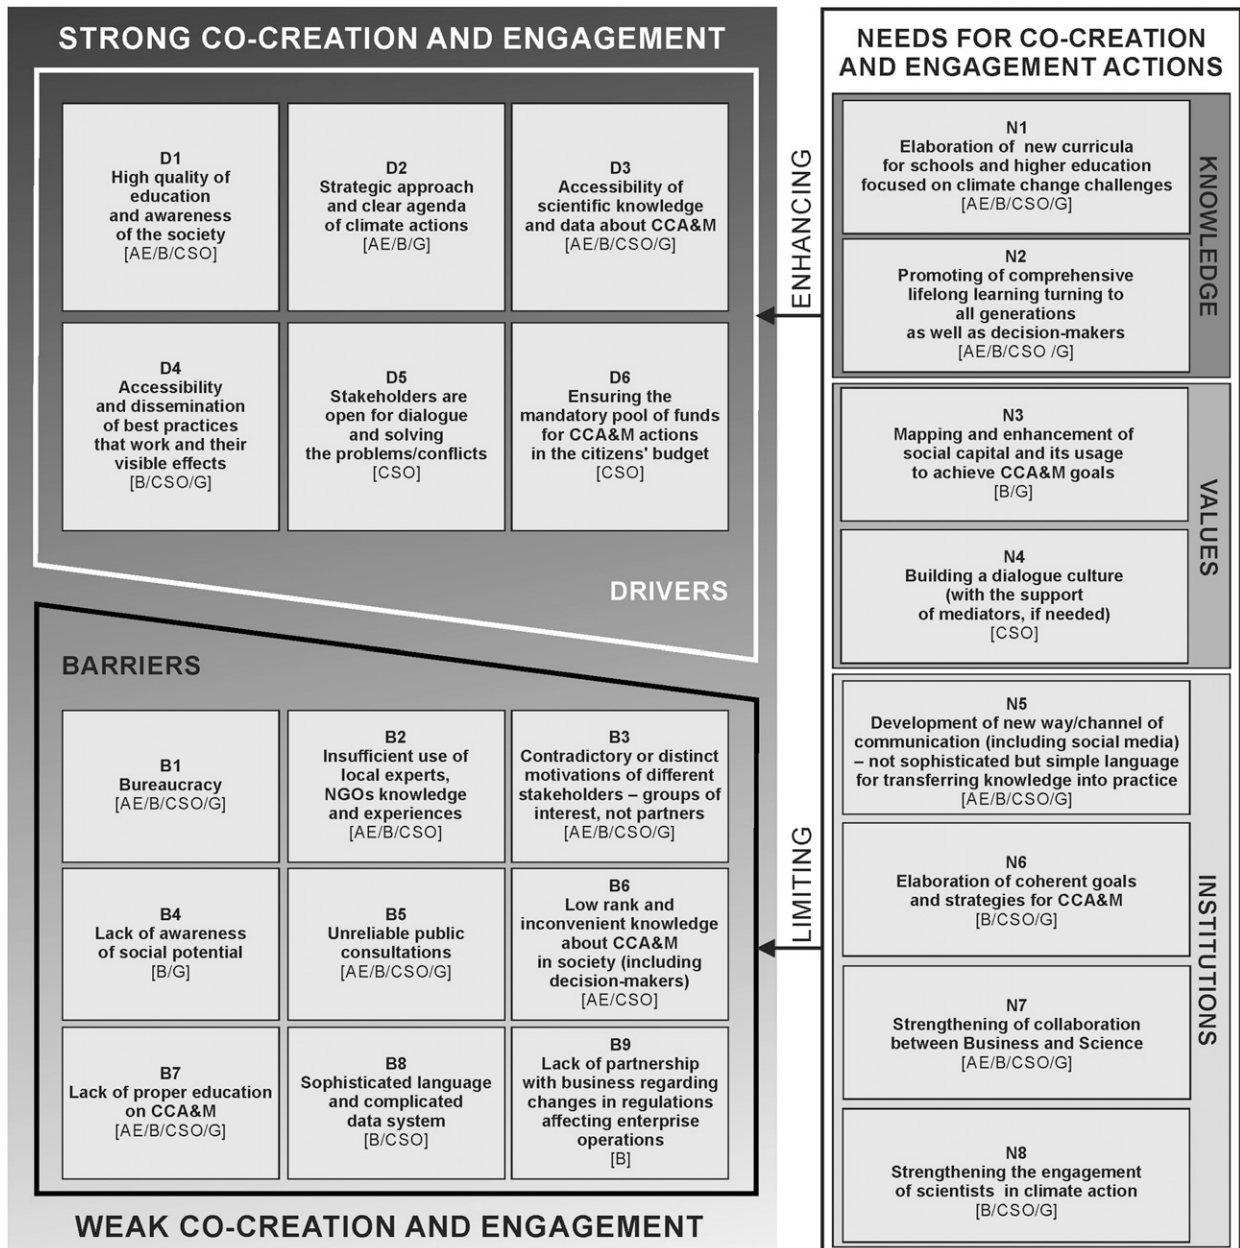 STRONG CO-CREATION AND ENGAGEMENT
D1
High quality of
education
and awareness
of the society
[AE/B/CSO]
D2
Strategic approach
and clear agenda
of climate actions
[AE/B/G]
D3
Accessibility of
scientific knowledge
and data about CCA&M
[AE/B/CSO/G]
D4
Accessibility
and dissemination
of best practices
that work and their
visible effects
[B/CSO/G]
D5
Stakeholders are
open for dialogue
and solving
the problems/conflicts
[CSO]
D6
Ensuring the
mandatory pool of funds
for CCA&M actions
in the citizens' budget
[CSO]
DRIVERS
BARRIERS
B1
Bureaucracy
[AE/B/CSO/G]
B2
Insufficient use of
local experts,
NGOs knowledge
and experiences
[AE/B/CSO]
B3
Contradictory or distinct
motivations of different
stakeholders – groups of
interest, not partners
[AE/B/CSO/G]
B4
Lack of awareness
of social potential
[B/G]
B5
Unreliable public
consultations
[AE/B/CSO/G]
B6
Low rank and
inconvenient knowledge
about CCA&M
in society (including
decision-makers)
[AE/CSO]
B7
Lack of proper education
on CCA&M
[AE/B/CSO/G]
B8
Sophisticated language
and complicated
data system
[B/CSO]
B9
Lack of partnership
with business regarding
changes in regulations
affecting enterprise
operations
[B]
WEAK CO-CREATION AND ENGAGEMENT
ENHANCING
LIMITING
NEEDS FOR CO-CREATION
AND ENGAGEMENT ACTIONS
N1
Elaboration of new curricula
for schools and higher education
focused on climate change challenges
[AE/B/CSO/G]
N2
Promoting of comprehensive
lifelong learning turning to
all generations
as well as decision-makers
[AE/B/CSO /G]
KNOWLEDGE
N3
Mapping and enhancement of
social capital and its usage
to achieve CCA&M goals
[B/G]
N4
Building a dialogue culture
(with the support
of mediators, if needed)
[CSO]
VALUES
N5
Development of new way/channel of
communication (including social media)
– not sophisticated but simple language
for transferring knowledge into practice
[AE/B/CSO/G]
N6
Elaboration of coherent goals
and strategies for CCA&M
[B/CSO/G]
N7
Strengthening of collaboration
between Business and Science
[AE/B/CSO/G]
N8
Strengthening the engagement
of scientists in climate action
[B/CSO/G]
INSTITUTIONS